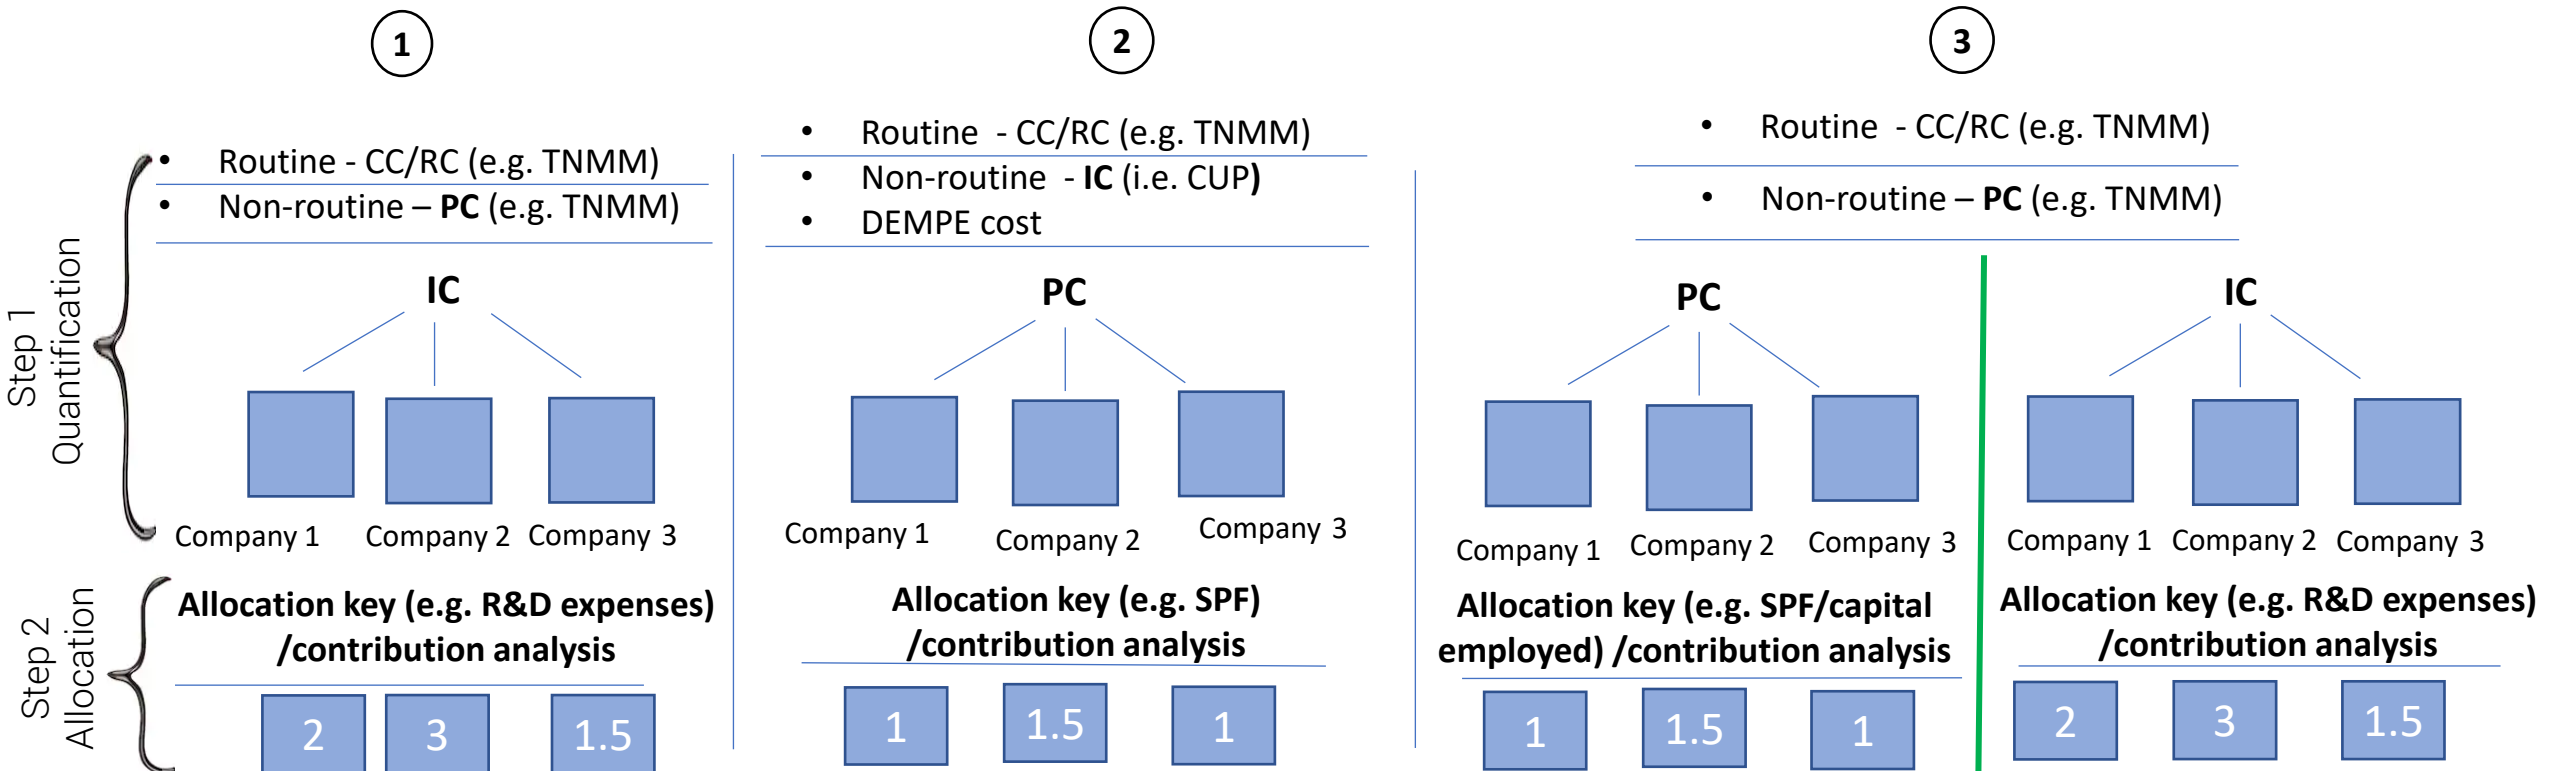 1
• Routine - CC/RC (e.g. TNMM)
• Non-routine – PC (e.g. TNMM)
Step 1
Quantification
IC
Company 1 Company 2 Company 3
Step 2
Allocation
Allocation key (e.g. R&D expenses)
/contribution analysis
2 3 1.5
2
• Routine - CC/RC (e.g. TNMM)
• Non-routine - IC (i.e. CUP)
• DEMPE cost
PC
Company 1 Company 2 Company 3
Allocation key (e.g. SPF)
/contribution analysis
1 1.5 1
3
• Routine - CC/RC (e.g. TNMM)
• Non-routine – PC (e.g. TNMM)
PC
Company 1 Company 2 Company 3
Allocation key (e.g. SPF/capital
employed) /contribution analysis
1 1.5 1
IC
Company 1 Company 2 Company 3
Allocation key (e.g. R&D expenses)
/contribution analysis
2 3 1.5